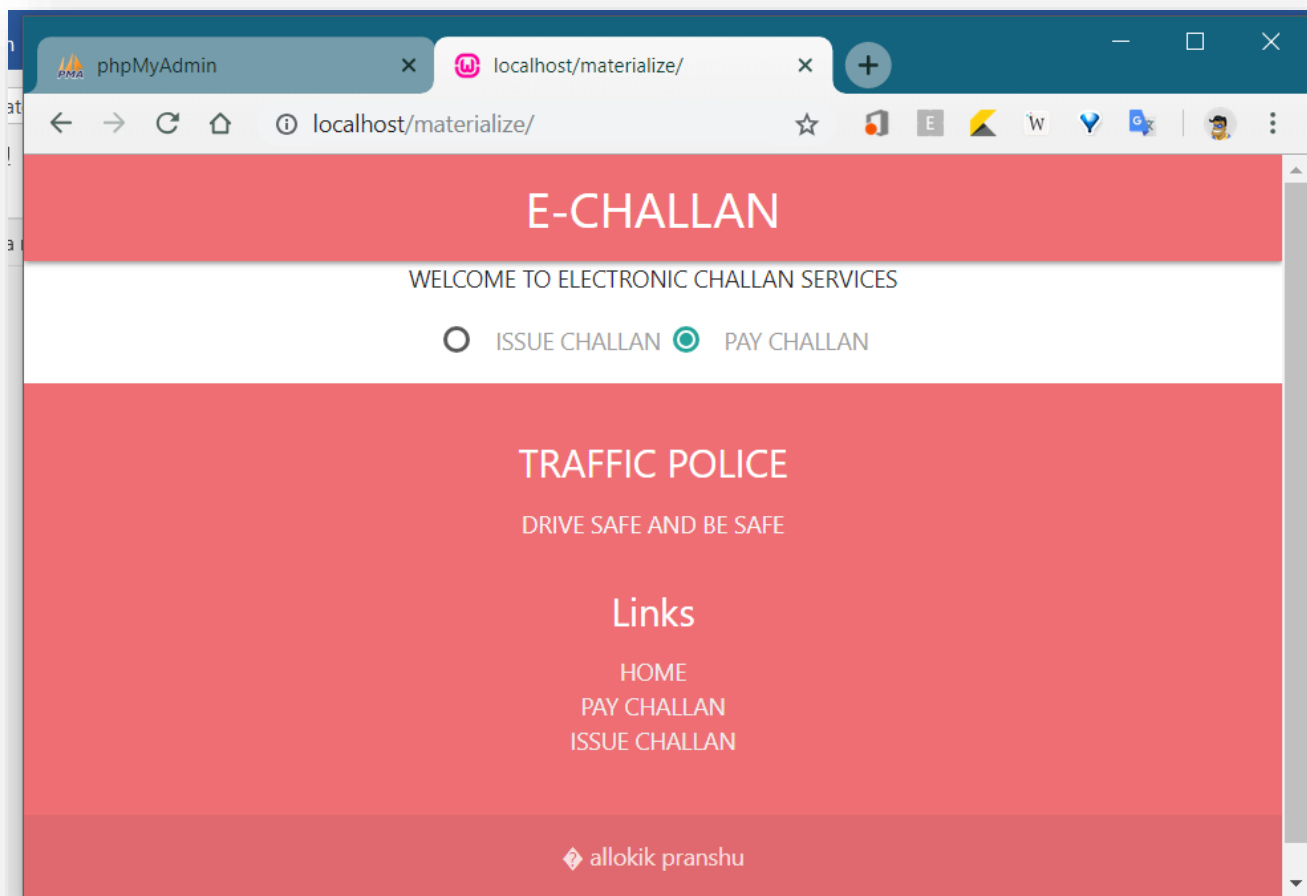 phpMyAdmin
localhost/materialize/
localhost/materialize/
E-CHALLAN
WELCOME TO ELECTRONIC CHALLAN SERVICES
ISSUE CHALLAN PAY CHALLAN
TRAFFIC POLICE
DRIVE SAFE AND BE SAFE
Links
HOME
PAY CHALLAN
ISSUE CHALLAN
� allokik pranshu